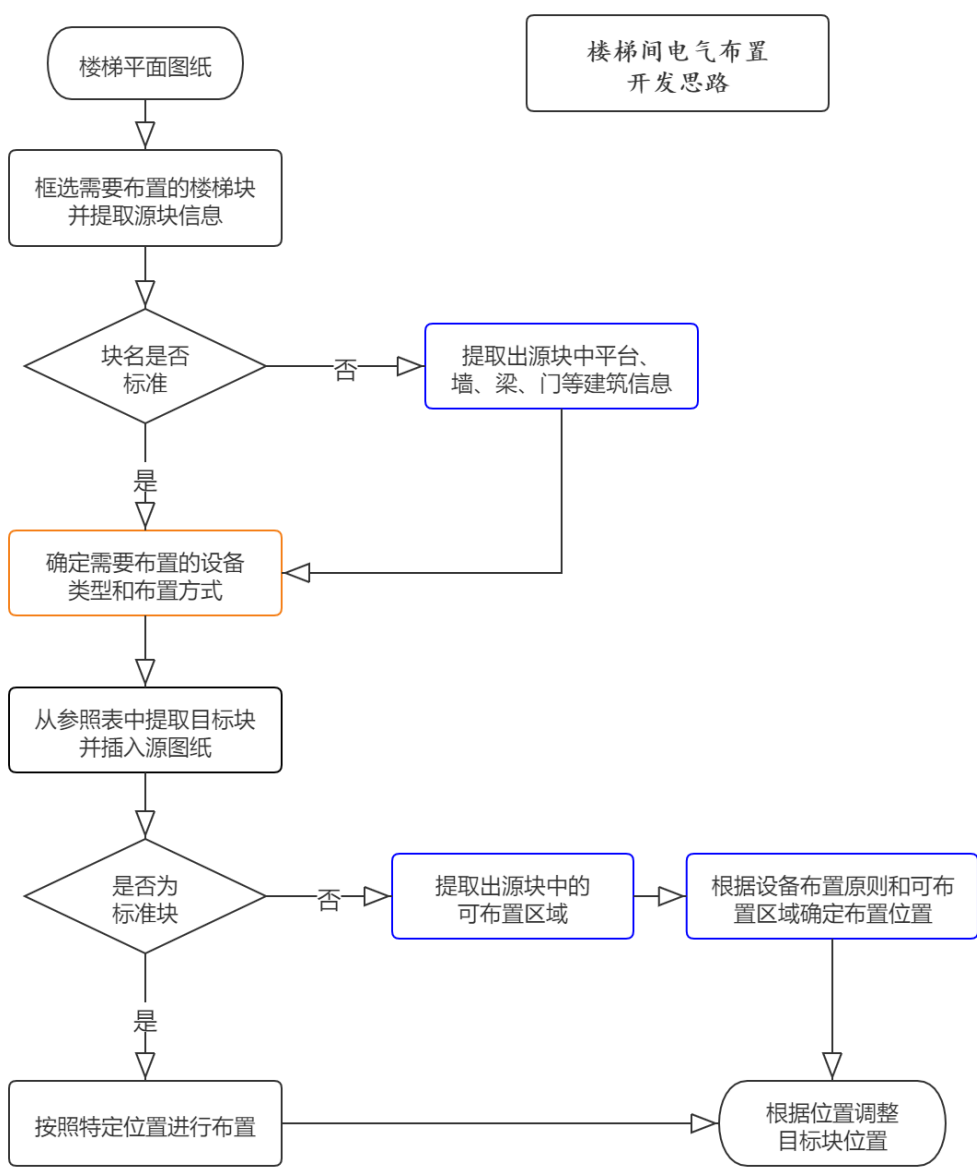 楼梯平面图纸
楼梯间电气布置
开发思路
框选需要布置的楼梯块
并提取源块信息
块名是否
标准
否
提取出源块中平台、
墙、梁、门等建筑信息
是
确定需要布置的设备
类型和布置方式
从参照表中提取目标块
并插入源图纸
是否为
标准块
否
提取出源块中的
可布置区域
根据设备布置原则和可布
置区域确定布置位置
是
按照特定位置进行布置
根据位置调整
目标块位置